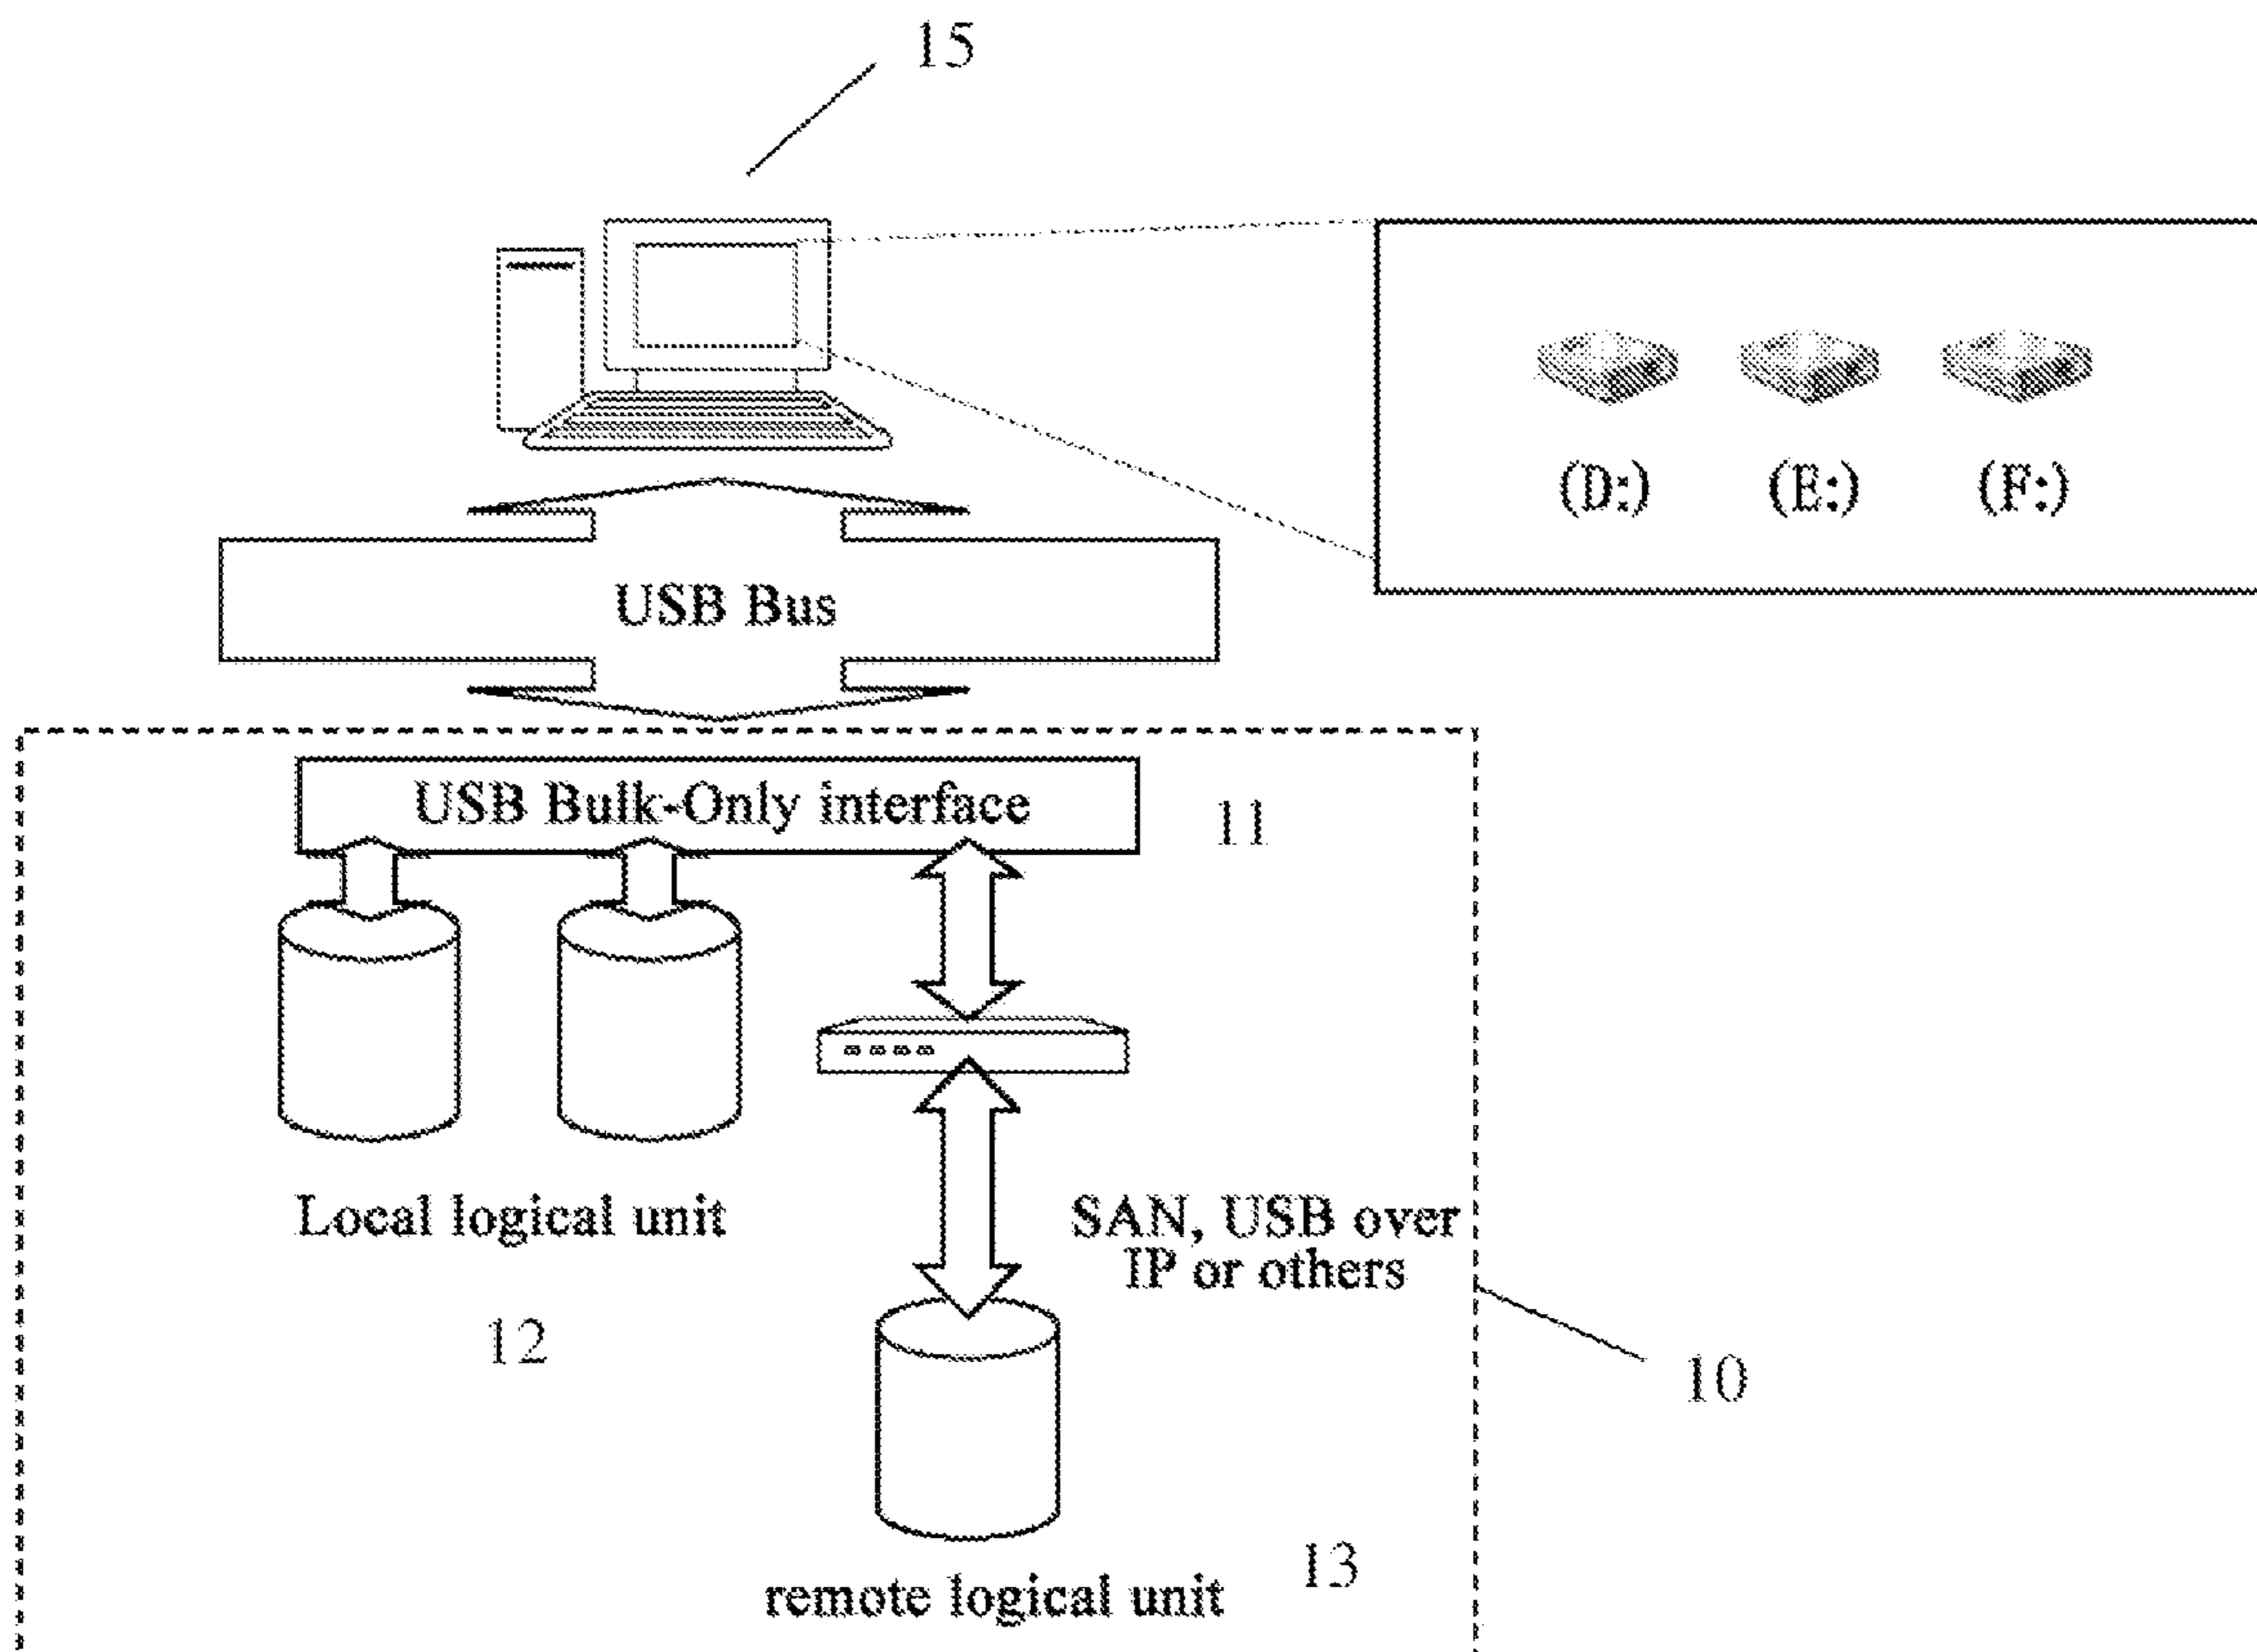 15
(D:) (E:) (F:)
USB Bus
USB Bulk-Only interface
11
Local logical unit
12
SAN, USB over
IP or others
10
13
remote logical unit